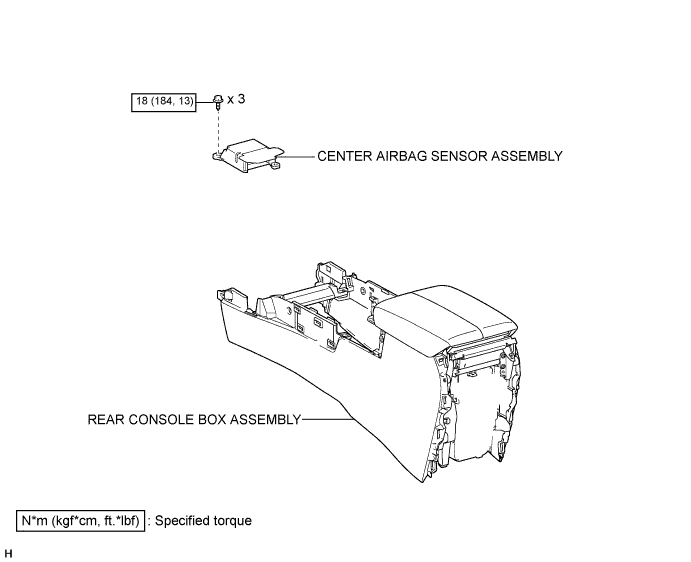 18 (184, 13)
x 3
CENTER AIRBAG SENSOR ASSEMBLY
REAR CONSOLE BOX ASSEMBLY
N*m (kgf*cm, ft.*lbf) : Specified torque
H